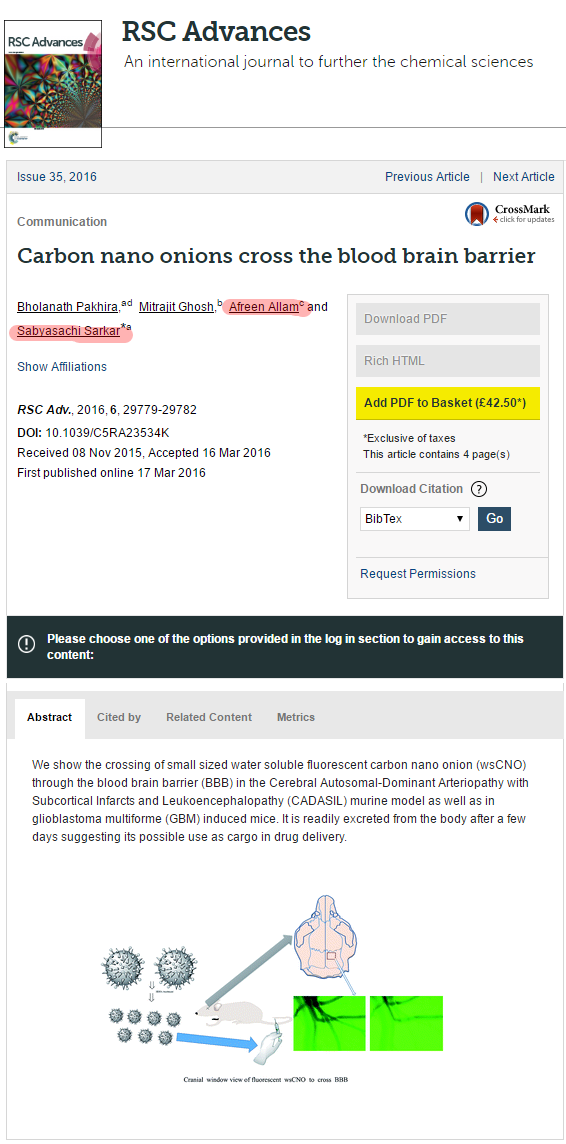 RSC Advances
RSC Advances
An international journal to further the chemical sciences
Issue 35, 2016
Previous Article | Next Article
CrossMark
click for updates
Communication
Carbon nano onions cross the blood brain barrier
Bholanath Pakhira,ad Mitrajit Ghosh,b Afreen Allamc and
Sabyasachi Sarkar*a
Show Affiliations
RSC Adv., 2016, 6, 29779-29782
DOI: 10.1039/C5RA23534K
Received 08 Nov 2015, Accepted 16 Mar 2016
First published online 17 Mar 2016
Download PDF
Rich HTML
Add PDF to Basket (£42.50*)
*Exclusive of taxes
This article contains 4 page(s)
Download Citation ?
BibTex ▼ Go
Request Permissions
Please choose one of the options provided in the log in section to gain access to this
content:
Abstract Cited by Related Content Metrics
We show the crossing of small sized water soluble fluorescent carbon nano onion (wsCNO)
through the blood brain barrier (BBB) in the Cerebral Autosomal-Dominant Arteriopathy with
Subcortical Infarcts and Leukoencephalopathy (CADASIL) murine model as well as in
glioblastoma multiforme (GBM) induced mice. It is readily excreted from the body after a few
days suggesting its possible use as cargo in drug delivery.
Cranial window view of fluorescent wsCNO to cross BBB